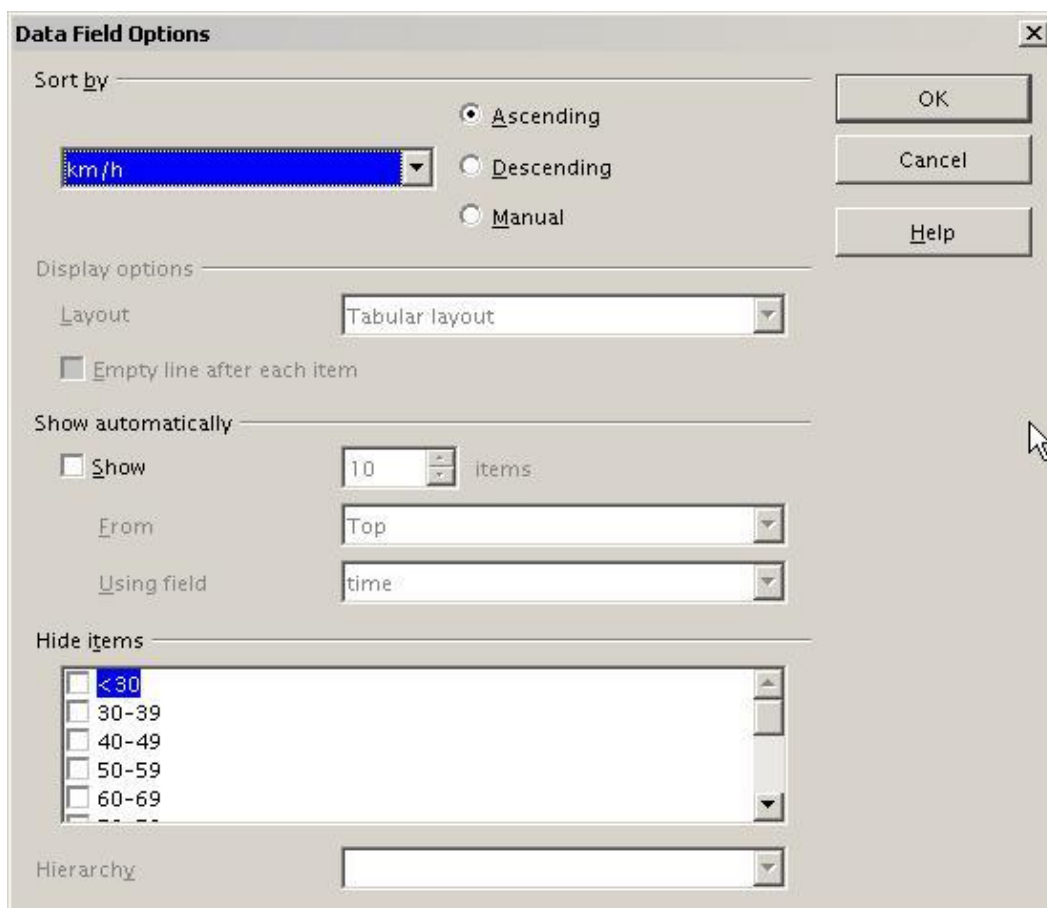 Data Field Options
Sort by
OK
Ascending
km/h
Descending
Cancel
Manual
Help
Display options
Layout
Tabular layout
Empty line after each item
Show automatically
Show
10
items
From
Top
Using field
time
Hide items
<30
30-39
40-49
50-59
60-69
Hierarchy